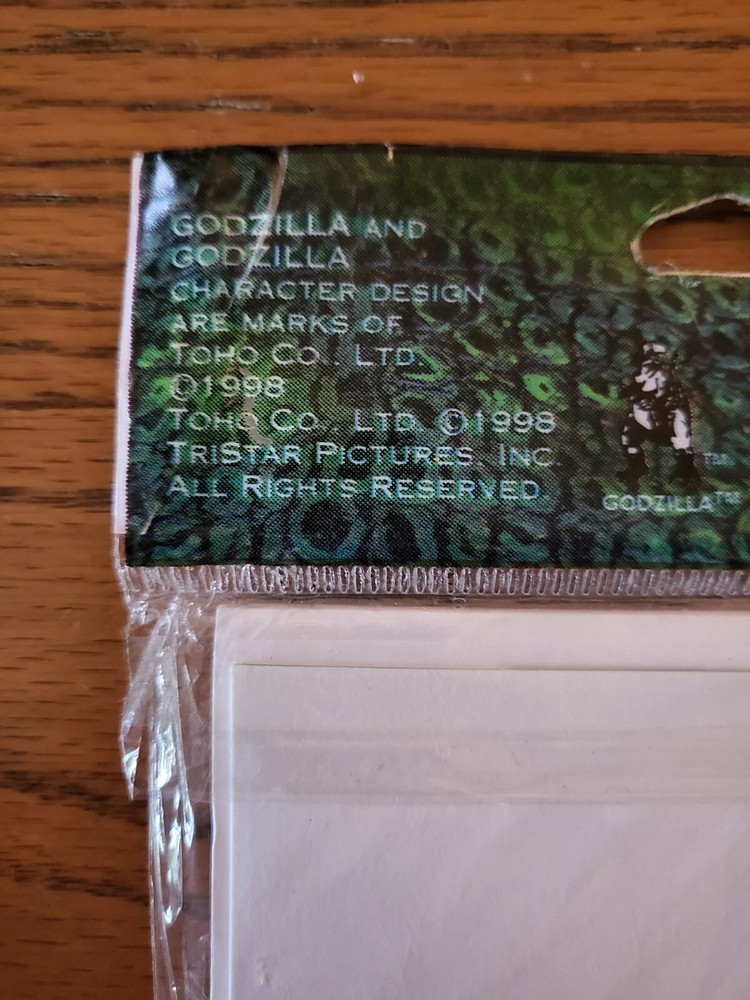 GODZILLA AND
GODZILLA
CHARACTER DESIGN
ARE MARKS OF
TOHO CO., LTD.
©1998
TOHO CO., LTD. ©1998
TRISTAR PICTURES, INC.
ALL RIGHTS RESERVED.
TM
GODZILLA™